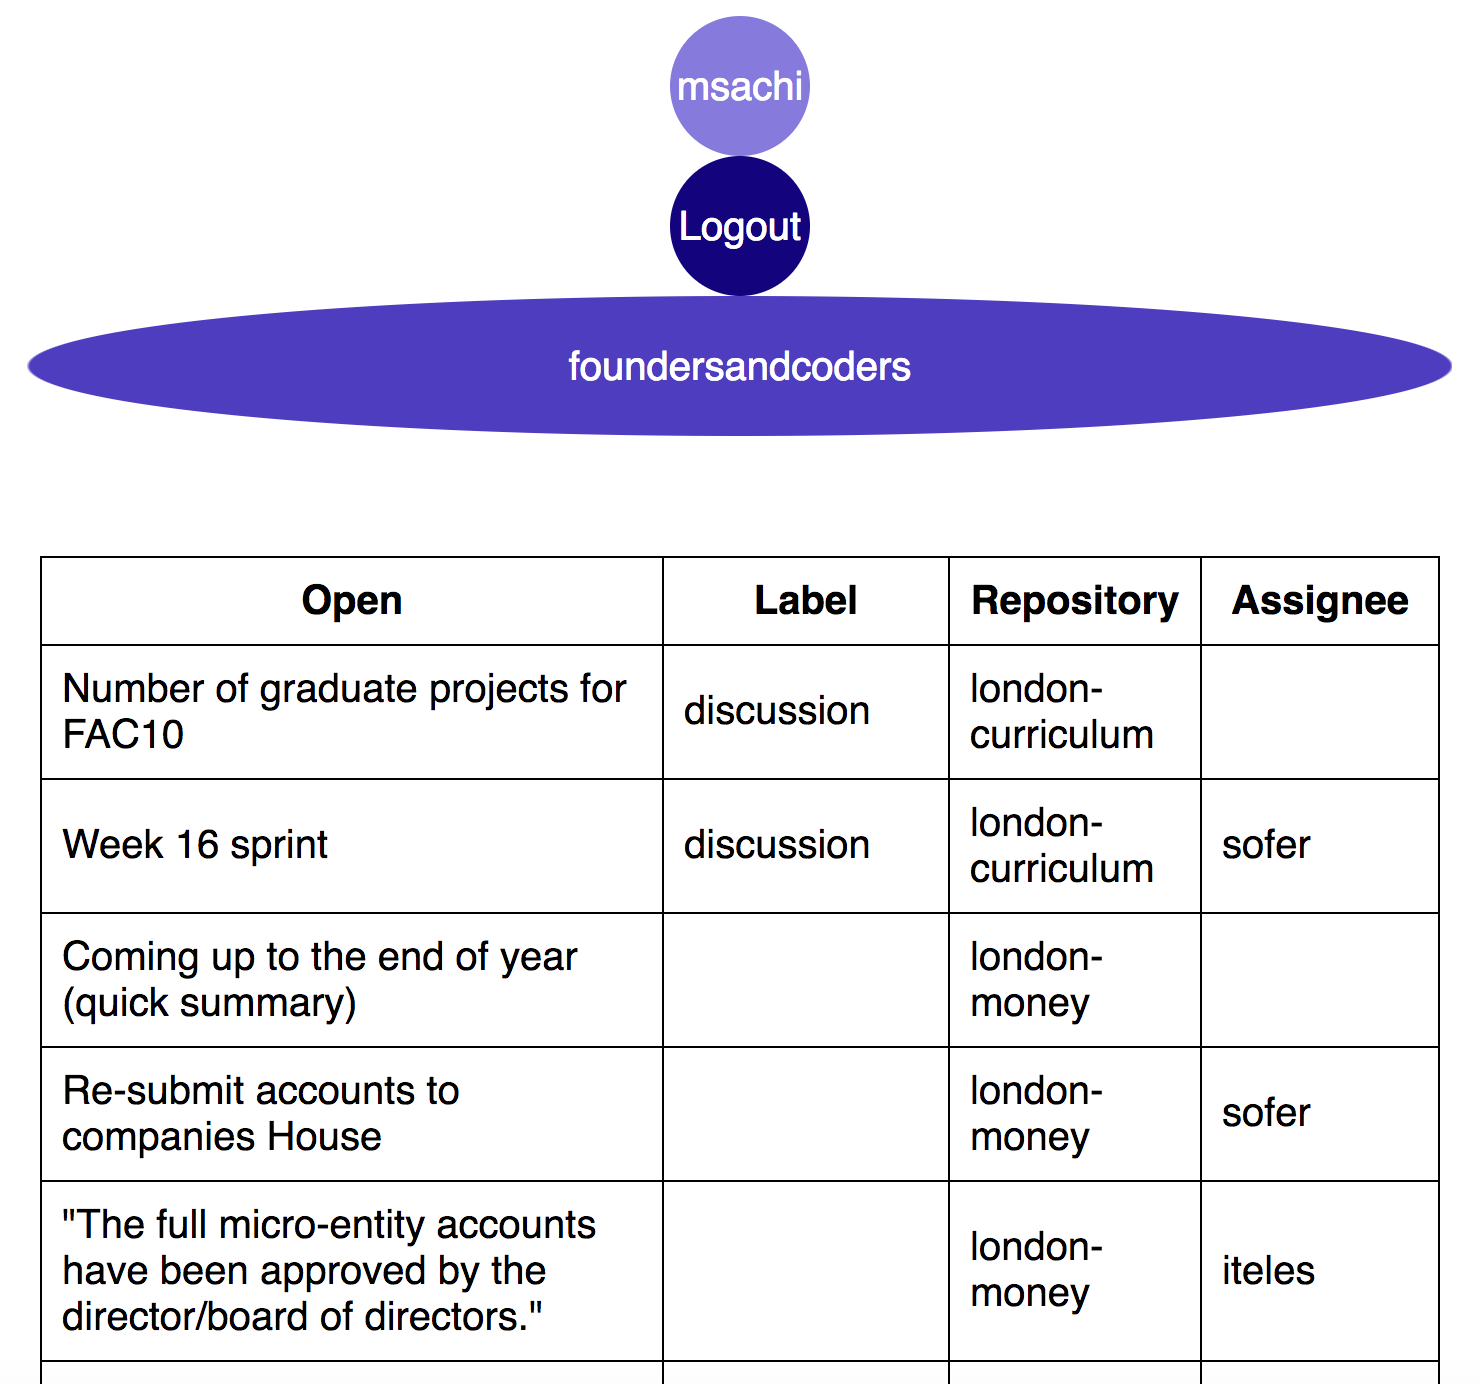 msachi
Logout
foundersandcoders
Open Label Repository Assignee
Number of graduate projects for
FAC10
discussion
london-
curriculum
Week 16 sprint
discussion
london-
curriculum
sofer
Coming up to the end of year
(quick summary)
london-
money
Re-submit accounts to
companies House
london-
money
sofer
"The full micro-entity accounts
have been approved by the
director/board of directors."
london-
money
iteles